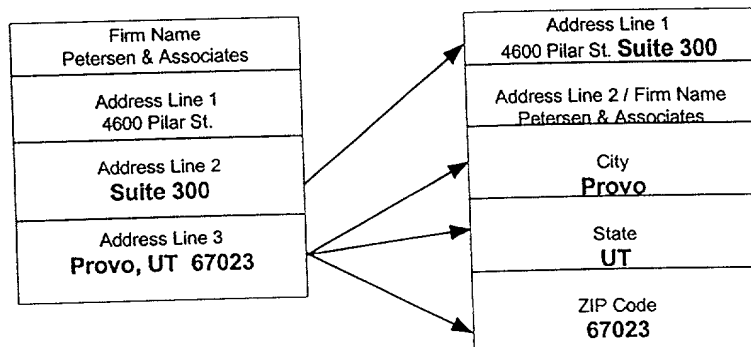 Firm Name
Petersen & Associates
Address Line 1
4600 Pilar St.
Address Line 2
Suite 300
Address Line 3
Provo, UT 67023
Address Line 1
4600 Pilar St. Suite 300
Address Line 2 / Firm Name
Petersen & Associates
City
Provo
State
UT
ZIP Code
67023